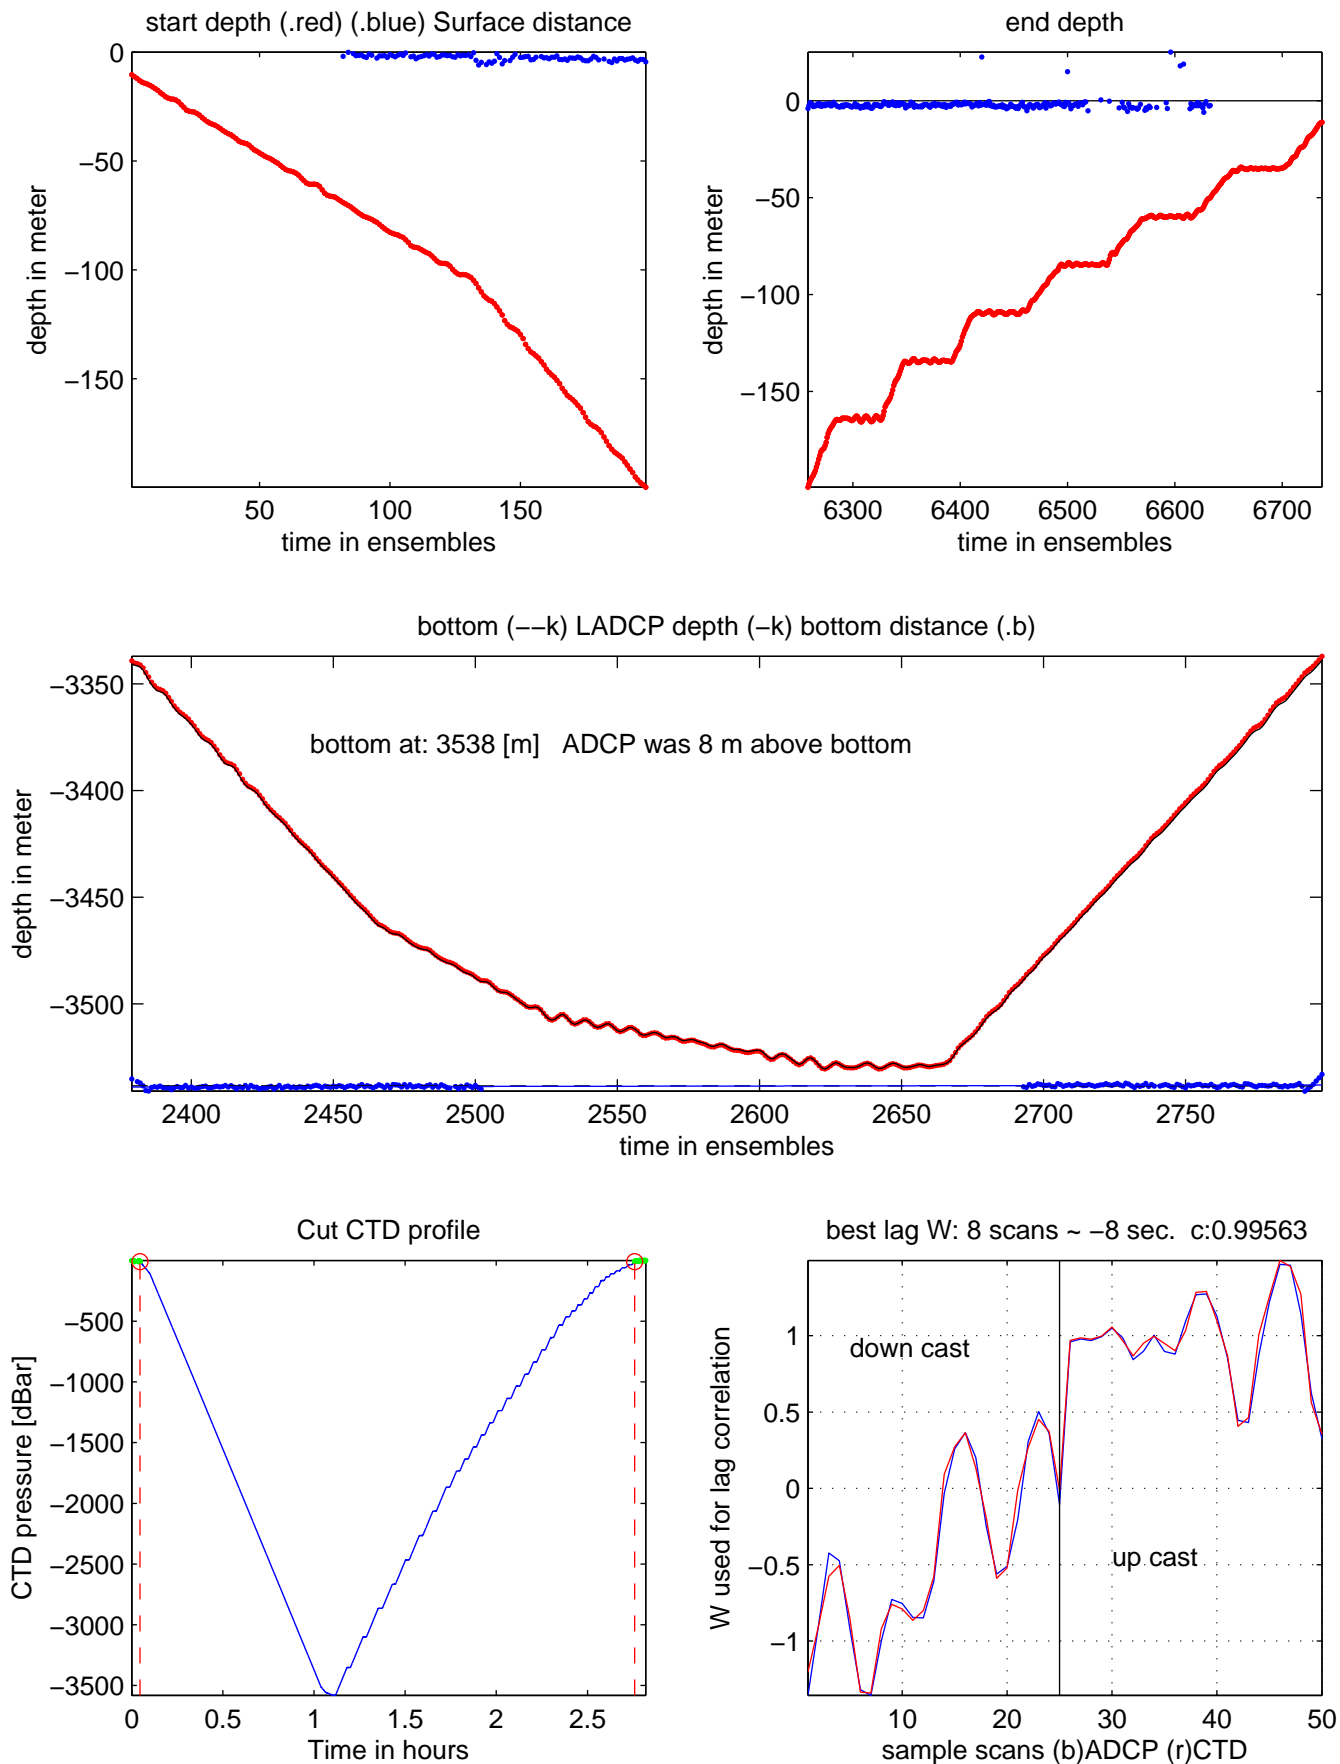 start depth (.red) (.blue) Surface distance
end depth
0
−50
−100
−150
depth in meter
50
100
150
time in ensembles
0
−50
−100
−150
depth in meter
6300
6400
6500
6600
6700
time in ensembles
bottom (−−k) LADCP depth (−k) bottom distance (.b)
−3350
−3400
−3450
−3500
depth in meter
bottom at: 3538 [m]   ADCP was 8 m above bottom
2400
2450
2500
2550
2600
2650
2700
2750
time in ensembles
Cut CTD profile
−500
−1000
−1500
−2000
−2500
−3000
−3500
CTD pressure [dBar]
0
0.5
1
1.5
2
2.5
Time in hours
best lag W: 8 scans ~ −8 sec.  c:0.99563
1
0.5
0
−0.5
−1
W used for lag correlation
down cast
up cast
10
20
30
40
50
sample scans (b)ADCP (r)CTD